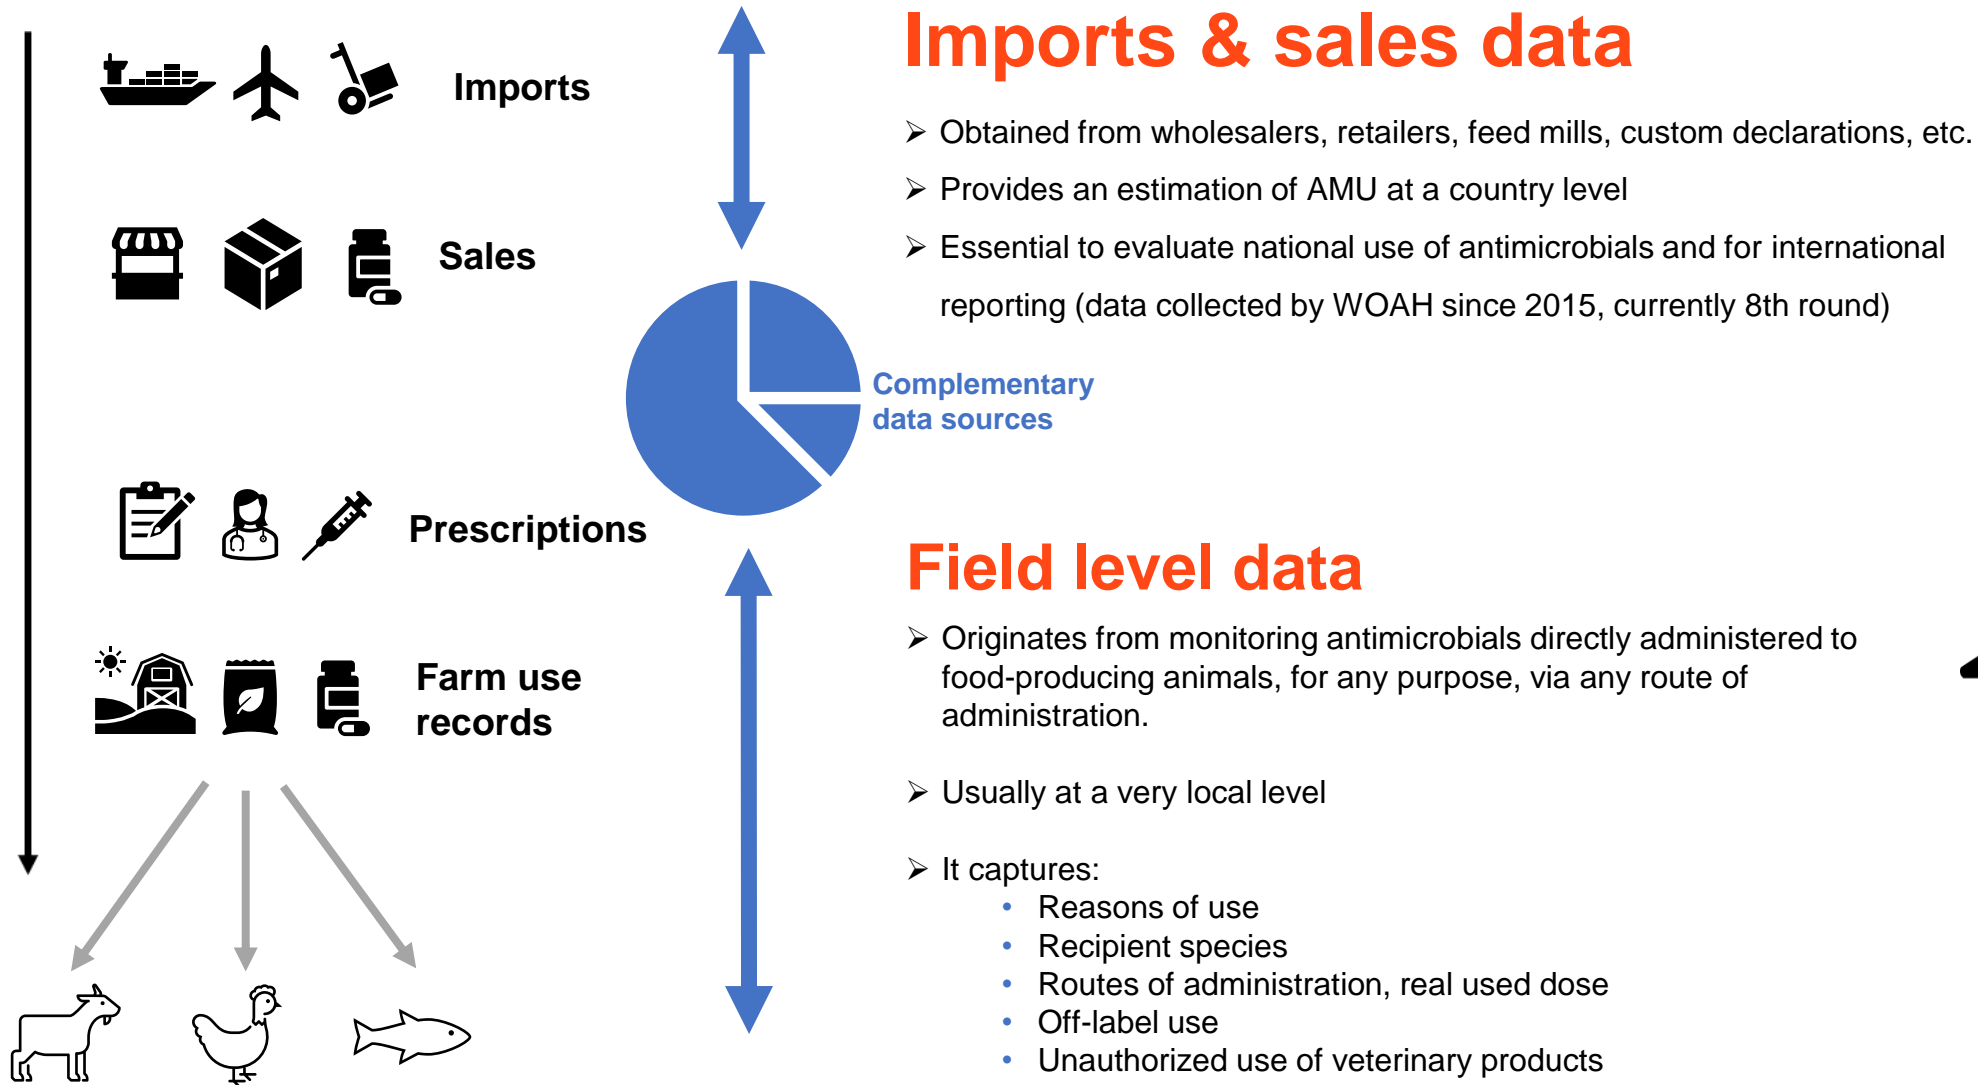 Imports
Sales
Prescriptions
Farm use
records
Complementary
data sources
Imports & sales data
➢ Obtained from wholesalers, retailers, feed mills, custom declarations, etc.
➢ Provides an estimation of AMU at a country level
➢ Essential to evaluate national use of antimicrobials and for international
reporting (data collected by WOAH since 2015, currently 8th round)
Field level data
➢ Originates from monitoring antimicrobials directly administered to
food-producing animals, for any purpose, via any route of
administration.
➢ Usually at a very local level
➢ It captures:
• Reasons of use
• Recipient species
• Routes of administration, real used dose
• Off-label use
• Unauthorized use of veterinary products